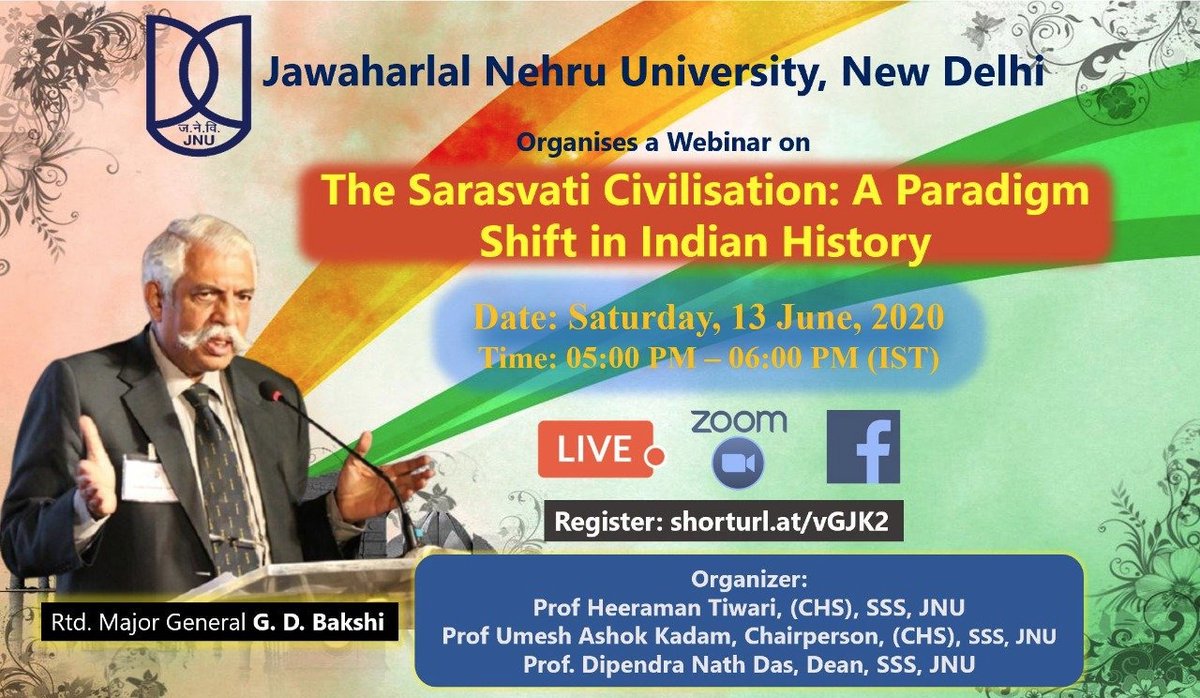 ज.ने.वि.
JNU
Jawaharlal Nehru University, New Delhi
Organises a Webinar on
The Sarasvati Civilisation: A Paradigm
Shift in Indian History
Date: Saturday, 13 June, 2020
Time: 05:00 PM – 06:00 PM (IST)
LIVE
zoom
f
Register: shorturl.at/vGJK2
Rtd. Major General G. D. Bakshi
Organizer:
Prof Heeraman Tiwari, (CHS), SSS, JNU
Prof Umesh Ashok Kadam, Chairperson, (CHS), SSS, JNU
Prof. Dipendra Nath Das, Dean, SSS, JNU